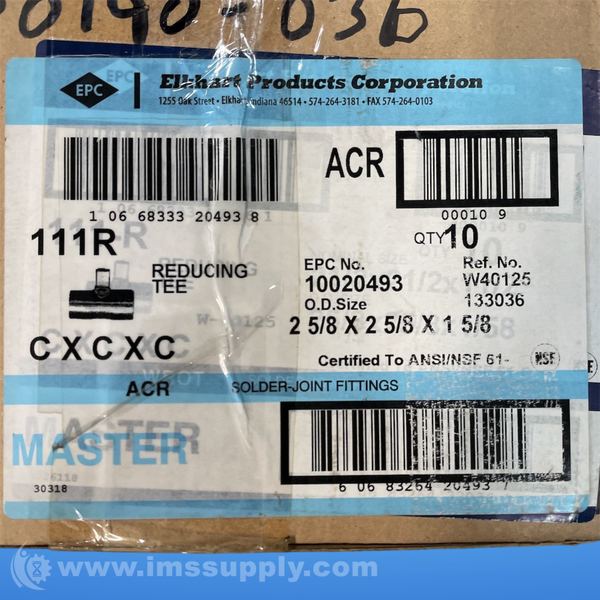 00190-036
EPC
Elkhart Products Corporation
1255 Oak Street • Elkhart, Indiana 46514 • 574-264-3181 • FAX 574-264-0103
ACR
1 06 68333 20493 8
00010 9
111R
QTY 10
REDUCING
TEE
EPC No.
10020493
Ref. No.
W40125
O.D.Size
133036
2 5/8 X 2 5/8 X 1 5/8
C X C X C
Certified To ANSI/NSF 61-
NSF
ACR
SOLDER-JOINT FITTINGS
MASTER
30318
6 06 83264 20493 7
www.imssupply.com